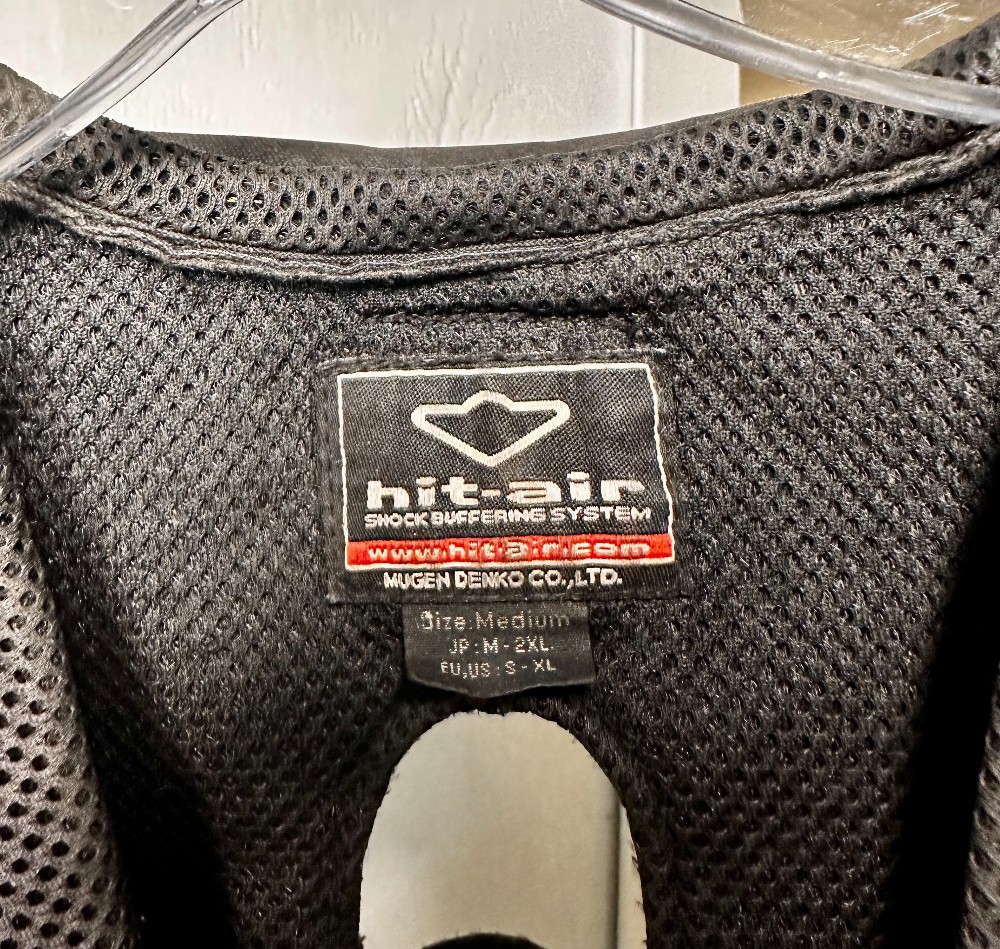 hit-air
SHOCK BUFFERING SYSTEM
www.hit-air.com
MUGEN DENKO CO.,LTD.
Size:Medium
JP:M-2XL
EU,US:S-XL